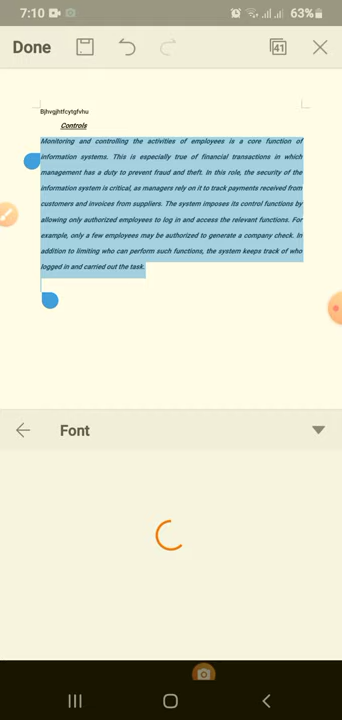 7:10
63%
Done
41
Bjhvgjhtfcytgfvhu
Controls
Monitoring and controlling the activities of employees is a core function of
information systems. This is especially true of financial transactions in which
management has a duty to prevent fraud and theft. In this role, the security of the
information system is critical, as managers rely on it to track payments received from
customers and invoices from suppliers. The system imposes its control functions by
allowing only authorized employees to log in and access the relevant functions. For
example, only a few employees may be authorized to generate a company check. In
addition to limiting who can perform such functions, the system keeps track of who
logged in and carried out the task.
Font